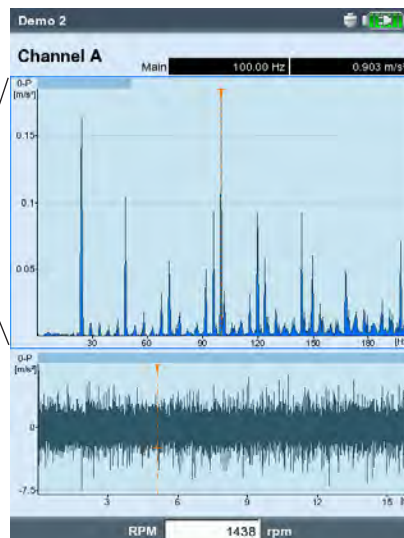 Demo 2
Channel A
Main 100.00 Hz 0.903 m/s²
0-P
[m/s²]
0.15
0.1
0.05
30 60 90 120 150 180
0-P
[m/s²]
0
-7.5
3 6 9 12 15
RPM 1438 rpm